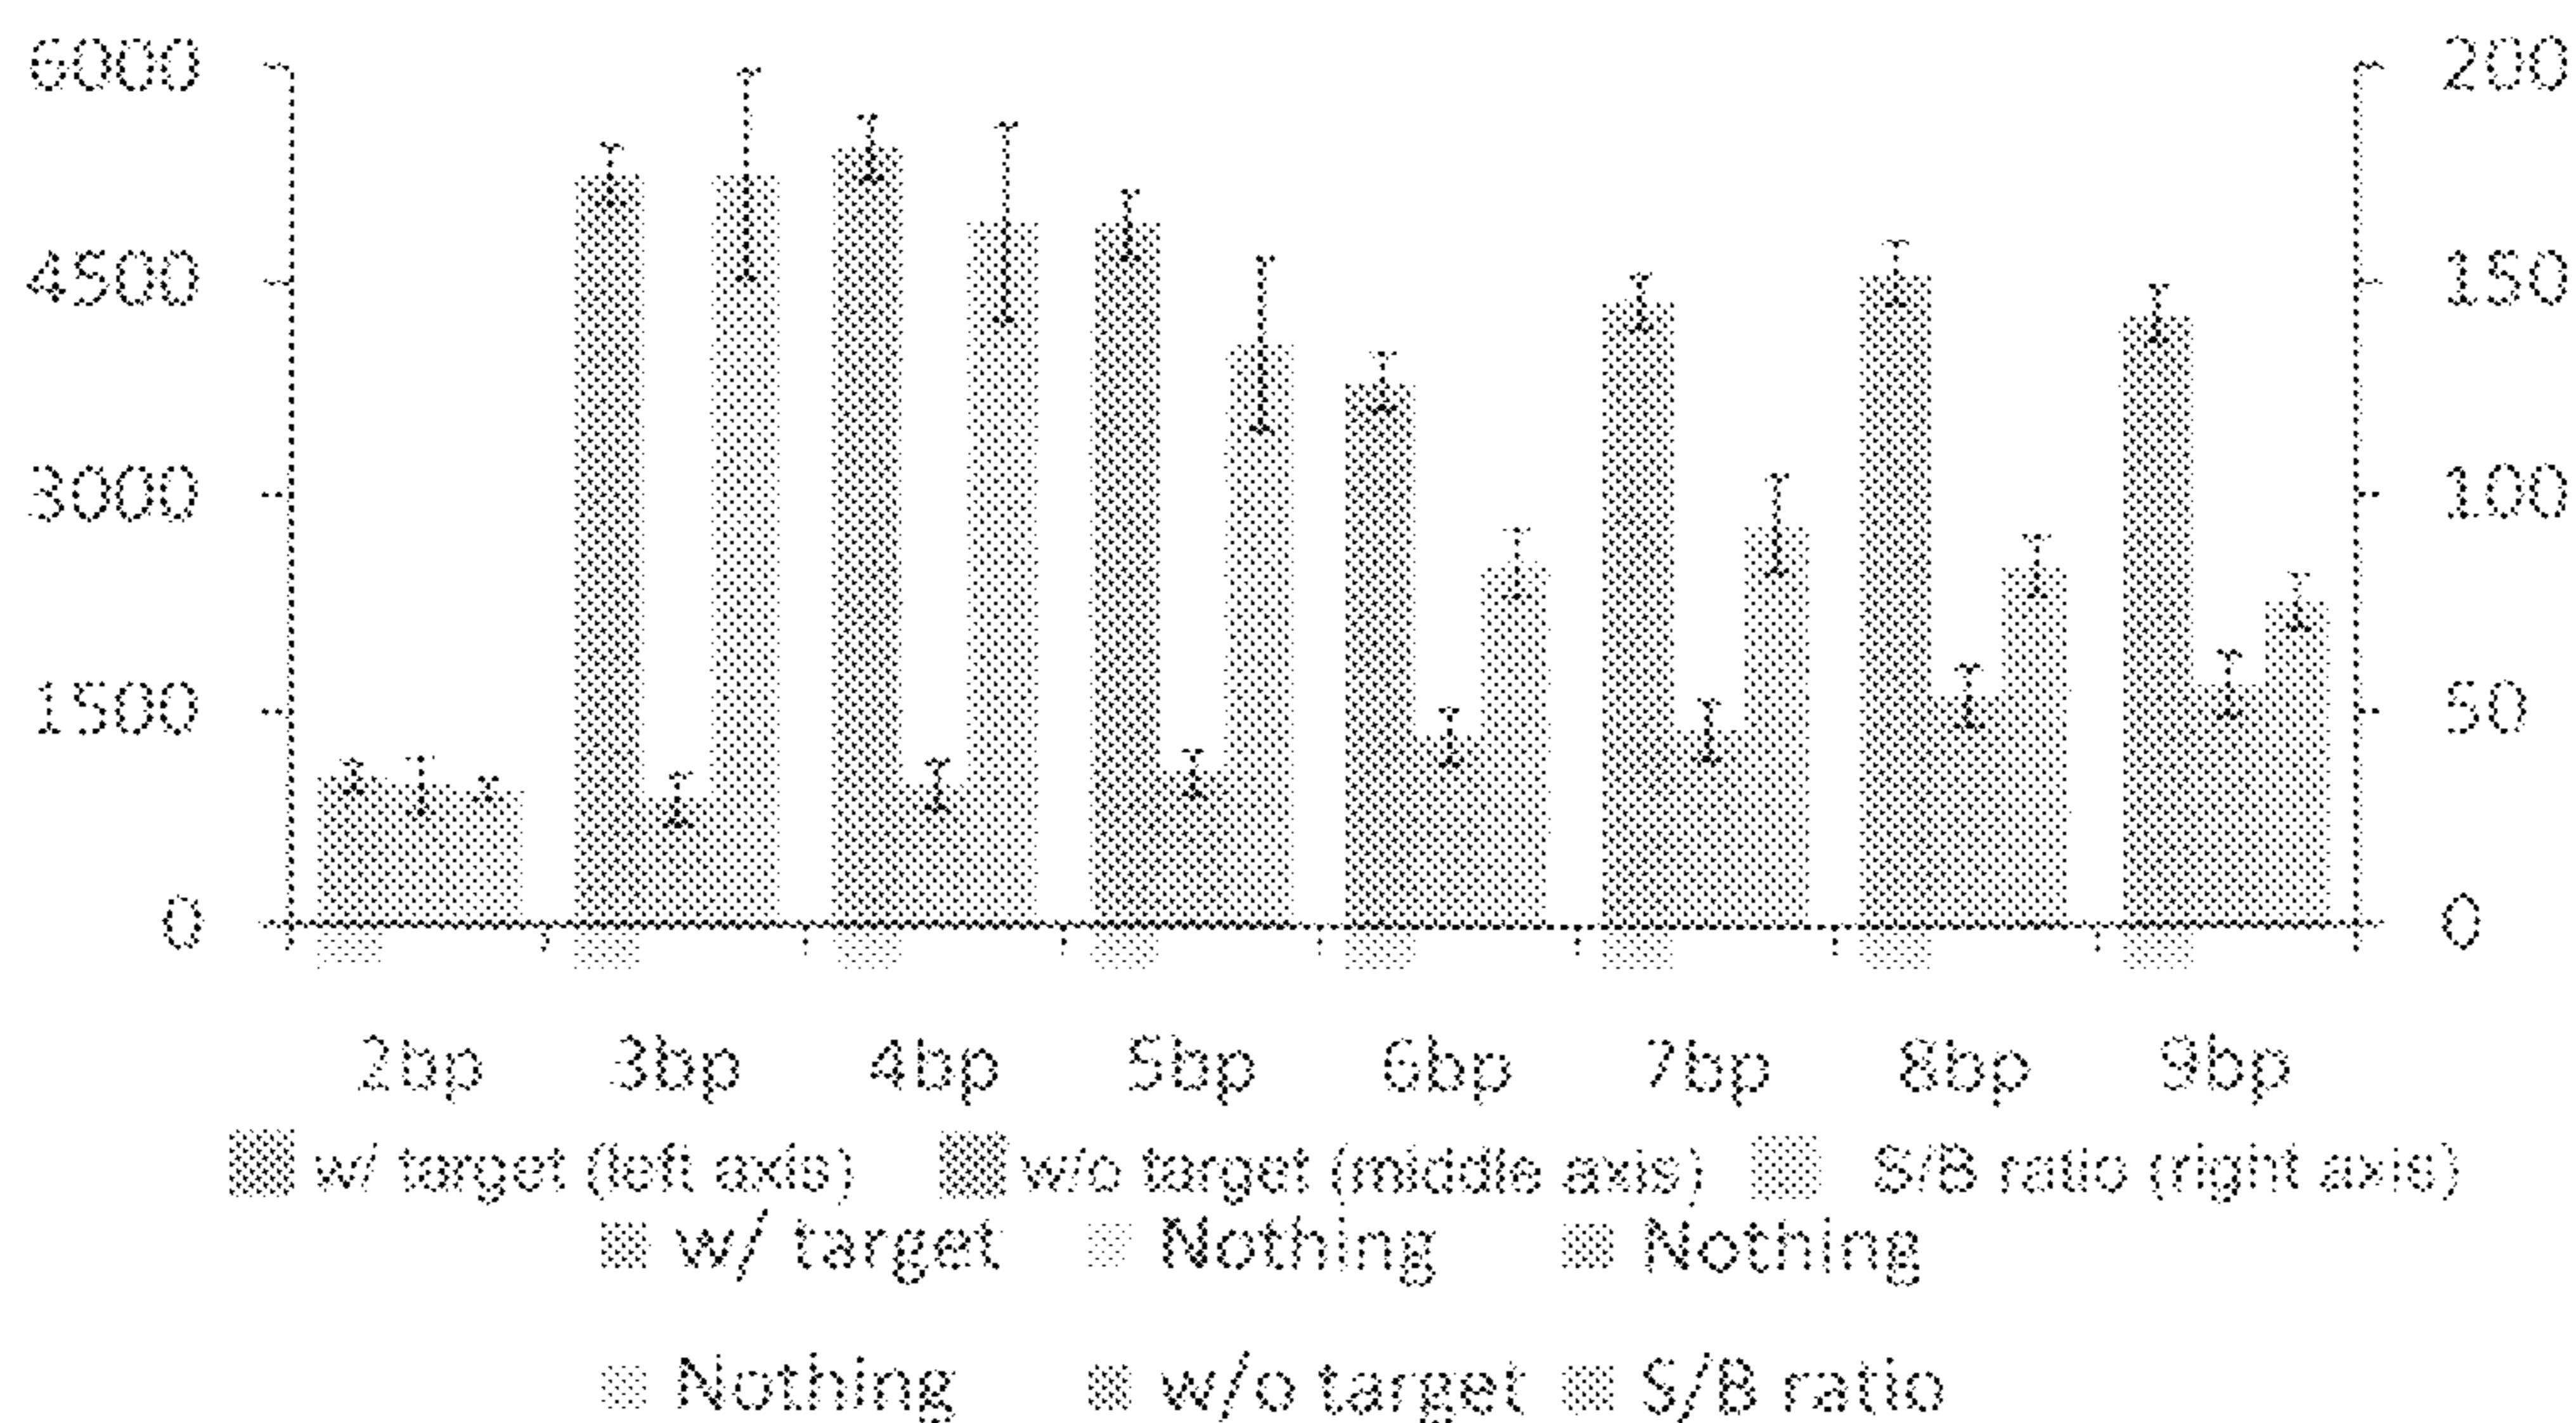 6000 200
4500 150
3000 100
1500 50
0 0
2bp 3bp 4bp 5bp 6bp 7bp 8bp 9bp
w/ target (left axis) w/o target (middle axis) S/B ratio (right axis)
w/ target Nothing Nothing
Nothing w/o target S/B ratio